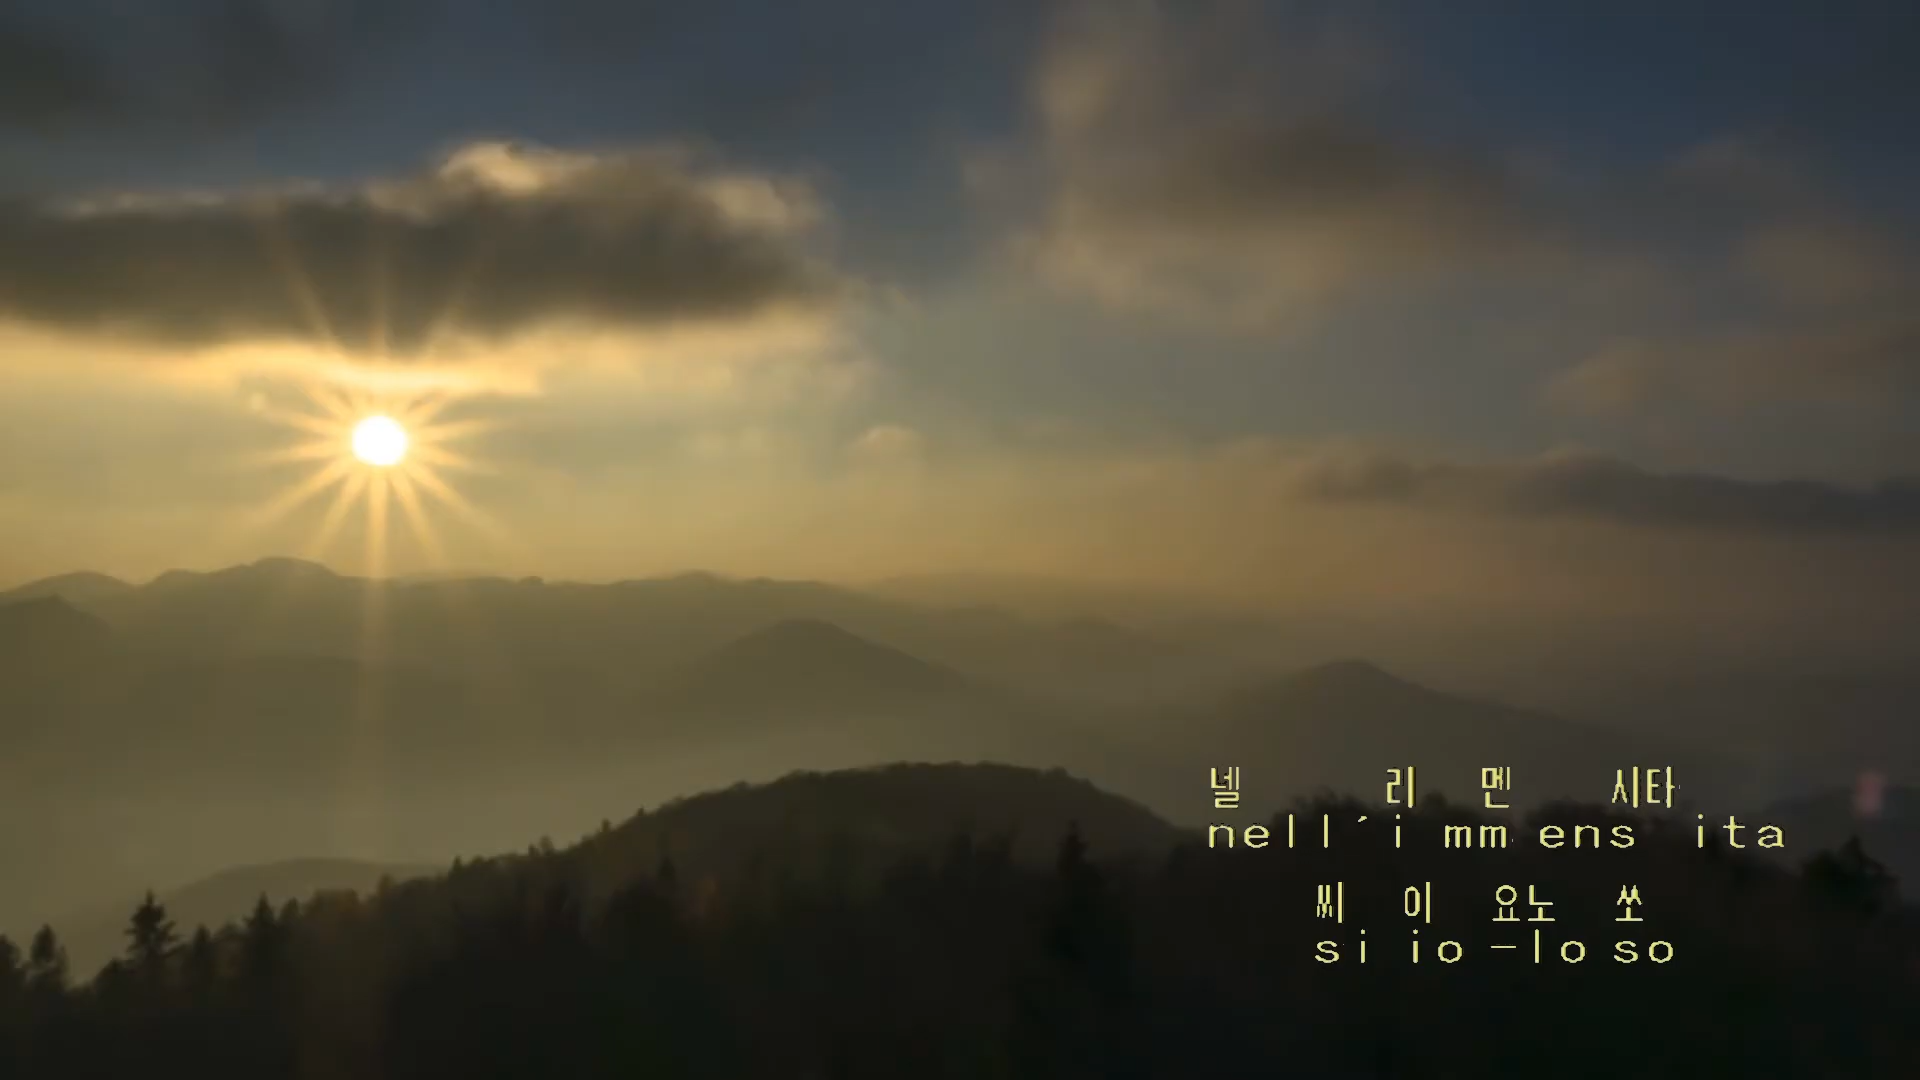 넬 리 멘 시타
nell´i mm ens ita
씨 이 요노 쏘
si io -lo so